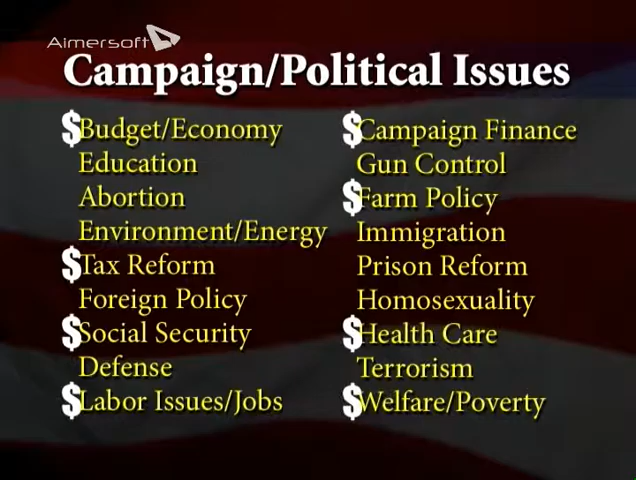 Aimersoft
Campaign/Political Issues
$Budget/Economy
Education
Abortion
Environment/Energy
$Tax Reform
Foreign Policy
$Social Security
Defense
$Labor Issues/Jobs
$Campaign Finance
Gun Control
$Farm Policy
Immigration
Prison Reform
Homosexuality
$Health Care
Terrorism
$Welfare/Poverty